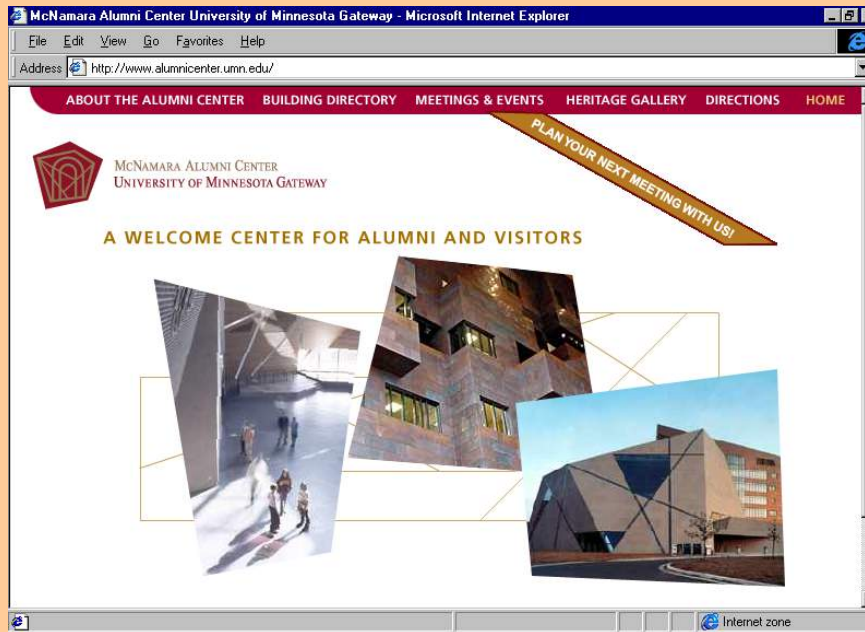 McNamara Alumni Center University of Minnesota Gateway - Microsoft Internet Explorer
File Edit View Go Favorites Help
Address http://www.alumnicenter.umn.edu/
ABOUT THE ALUMNI CENTER BUILDING DIRECTORY MEETINGS & EVENTS HERITAGE GALLERY DIRECTIONS HOME
PLAN YOUR NEXT MEETING WITH US!
MCNAMARA ALUMNI CENTER
UNIVERSITY OF MINNESOTA GATEWAY
A WELCOME CENTER FOR ALUMNI AND VISITORS
Internet zone